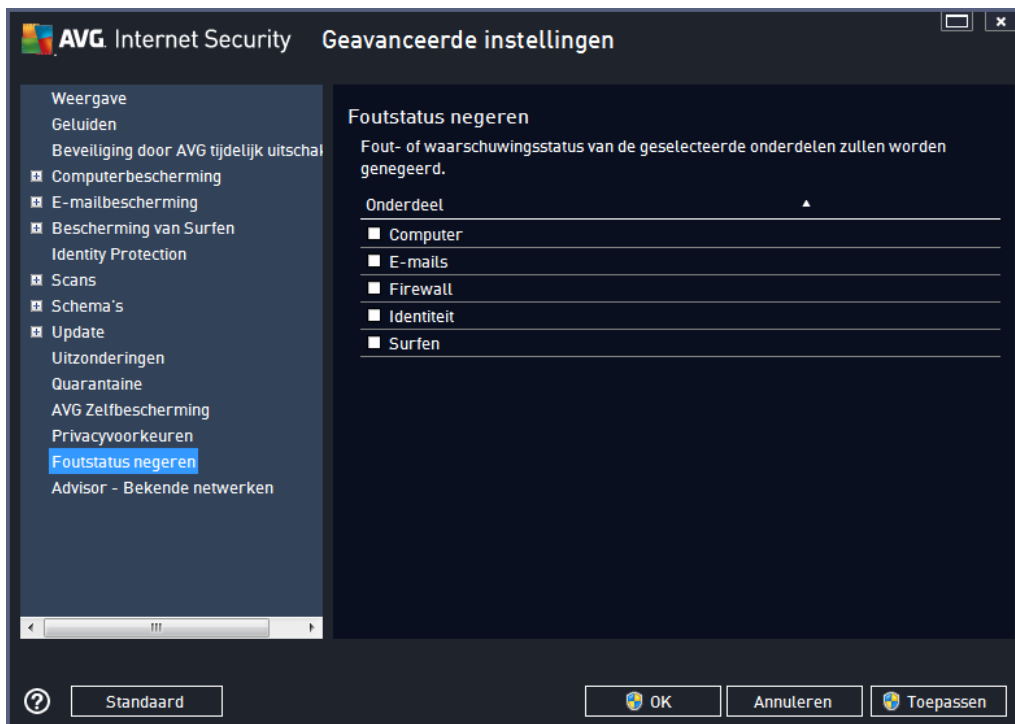 AVG. Internet Security
Geavanceerde instellingen
Weergave
Geluiden
Beveiliging door AVG tijdelijk uitschak
Computerbescherming
E-mailbescherming
Bescherming van Surfen
Identity Protection
Scans
Schema's
Update
Uitzonderingen
Quarantaine
AVG Zelfbescherming
Privacyvoorkeuren
Foutstatus negeren
Advisor - Bekende netwerken
Foutstatus negeren
Fout- of waarschuwingsstatus van de geselecteerde onderdelen zullen worden
genegeerd.
Onderdeel
Computer
E-mails
Firewall
Identiteit
Surfen
?
Standaard
OK
Annuleren
Toepassen